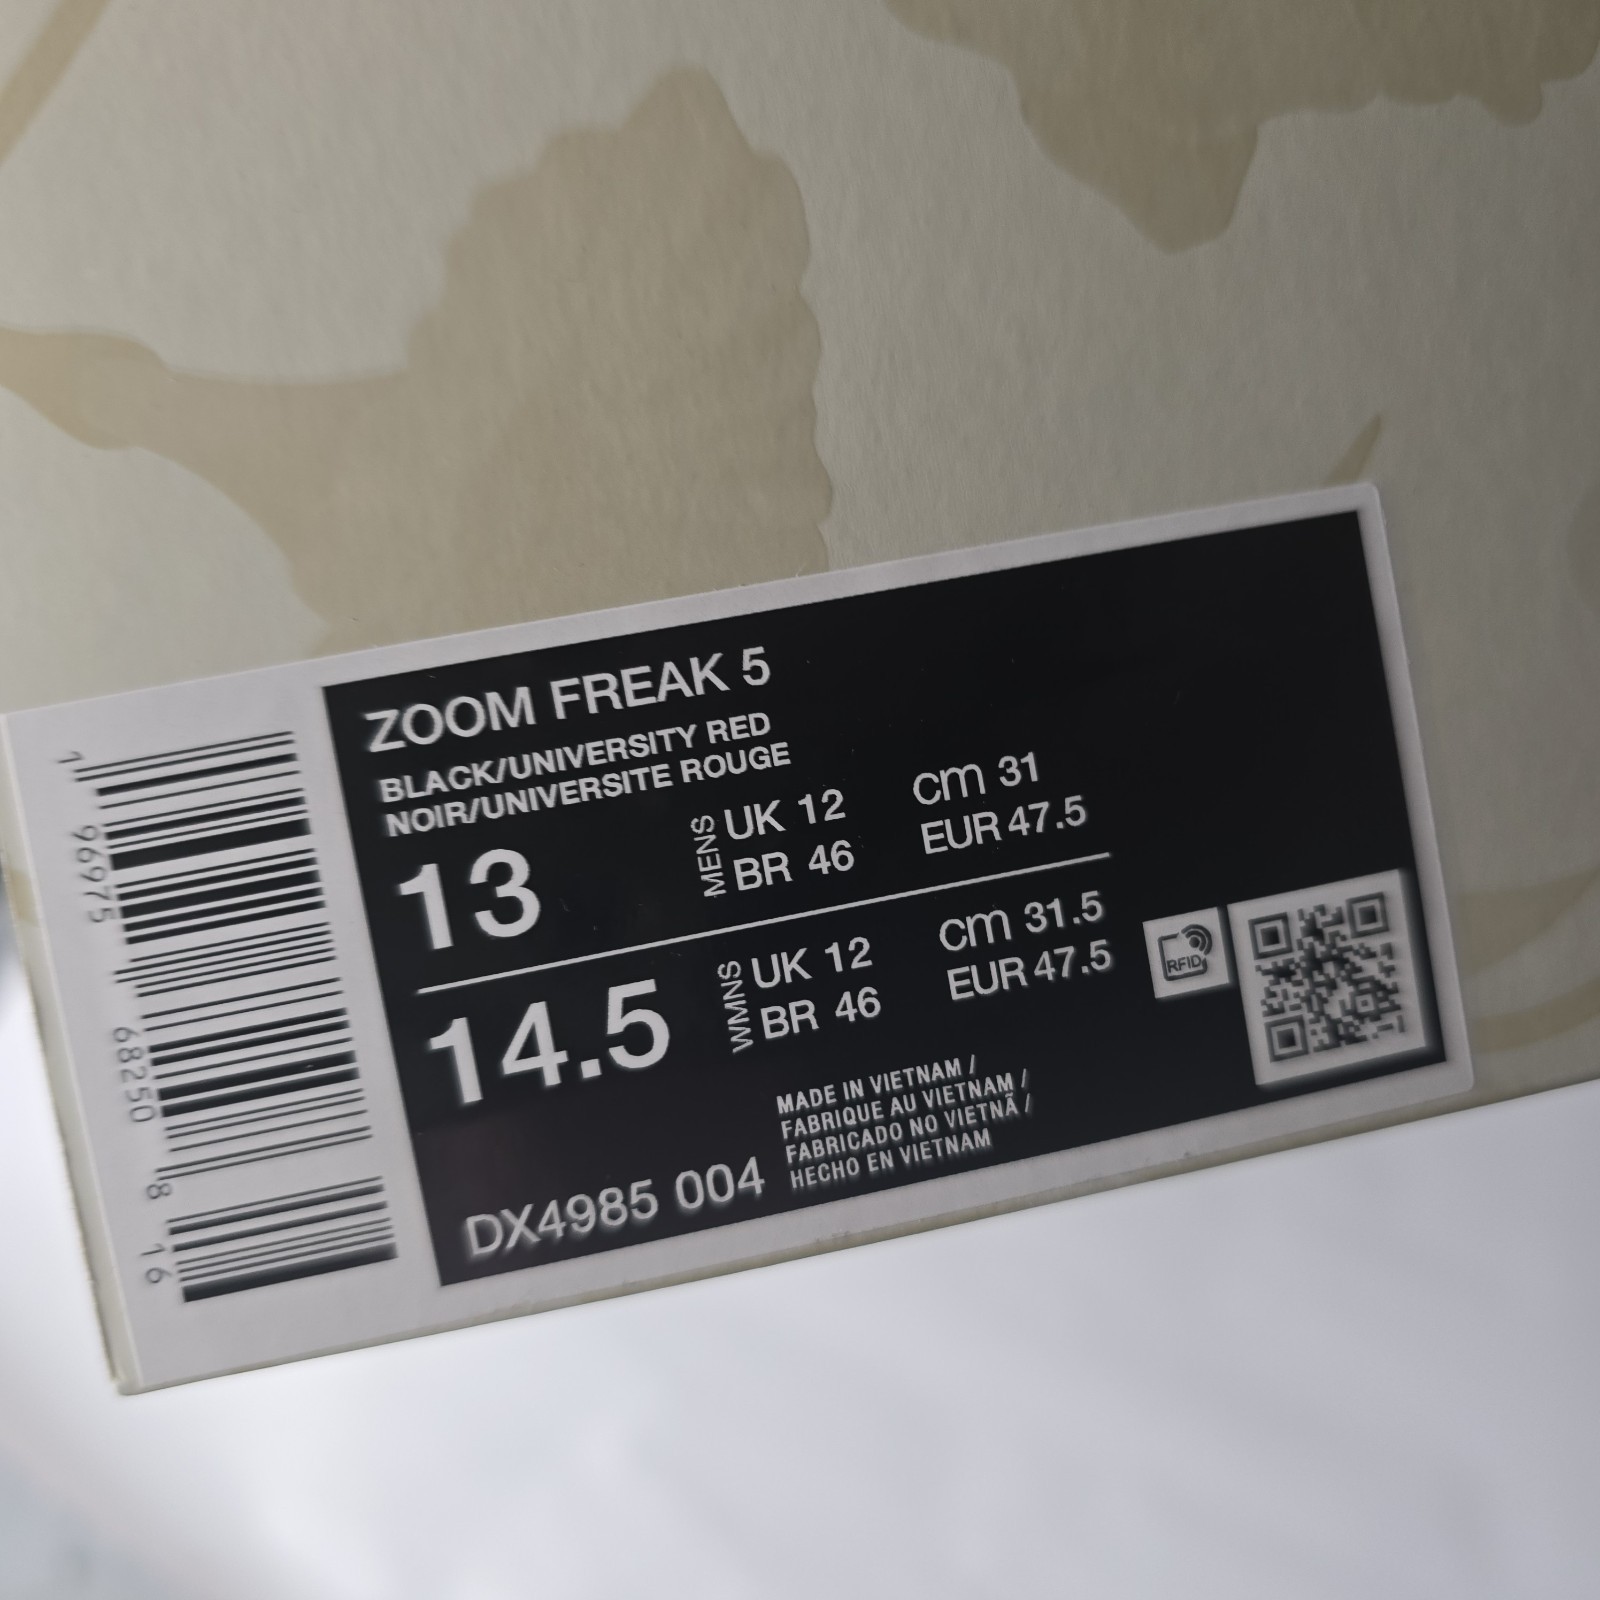 ZOOM FREAK 5
BLACK/UNIVERSITY RED
NOIR/UNIVERSITE ROUGE
13
MENS
UK 12
cm 31
BR 46
EUR 47.5
14.5
WMNS
UK 12
cm 31.5
BR 46
EUR 47.5
RFID
MADE IN VIETNAM /
FABRIQUE AU VIETNAM /
FABRICADO NO VIETNÃ /
HECHO EN VIETNAM
DX4985 004
1 96975 68250 8 16